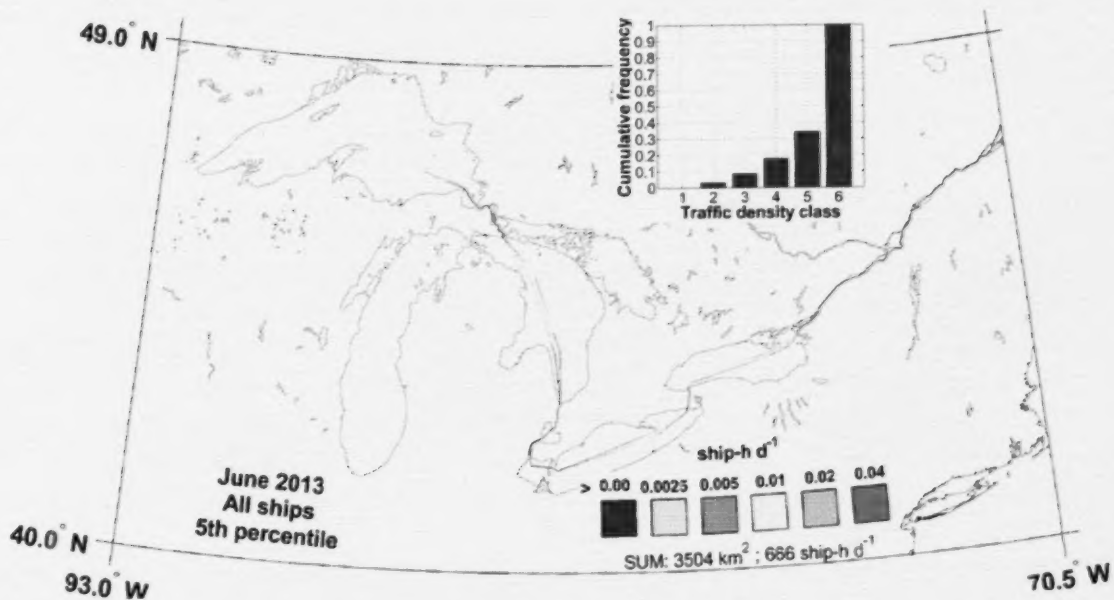 49.0° N
Cumulative frequency
1
0.9
0.8
0.7
0.6
0.5
0.4
0.3
0.2
0.1
0
1 2 3 4 5 6
Traffic density class
June 2013
All ships
5th percentile
ship-h d⁻¹
> 0.00 0.0025 0.005 0.01 0.02 0.04
SUM: 3504 km² ; 666 ship-h d⁻¹
40.0° N
93.0° W
70.5° W